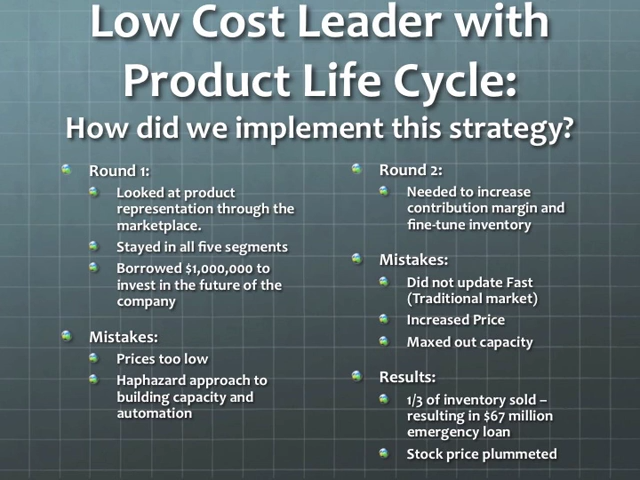 Low Cost Leader with
Product Life Cycle:
How did we implement this strategy?
Round 1:
Looked at product
representation through the
marketplace.
Stayed in all five segments
Borrowed $1,000,000 to
invest in the future of the
company
Mistakes:
Prices too low
Haphazard approach to
building capacity and
automation
Round 2:
Needed to increase
contribution margin and
fine-tune inventory
Mistakes:
Did not update Fast
(Traditional market)
Increased Price
Maxed out capacity
Results:
1/3 of inventory sold –
resulting in $67 million
emergency loan
Stock price plummeted